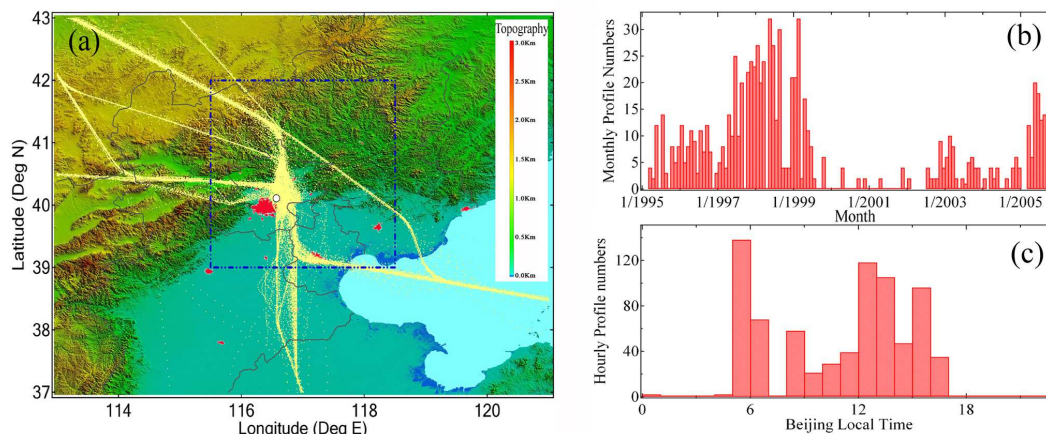 (a)
Topography
3.0Km
2.5Km
2.0Km
1.5Km
1.0Km
0.5Km
0.0Km
43
42
41
40
39
38
37
Latitude (Deg N)
114 116 118 120
Longitude (Deg E)
(b)
Monthly Profile Numbers
35
30
25
20
15
10
5
0
1/1995 1/1997 1/1999 1/2001 1/2003 1/2005
Month
(c)
Hourly Profile numbers
120
80
40
0
0 6 12 18
Beijing Local Time